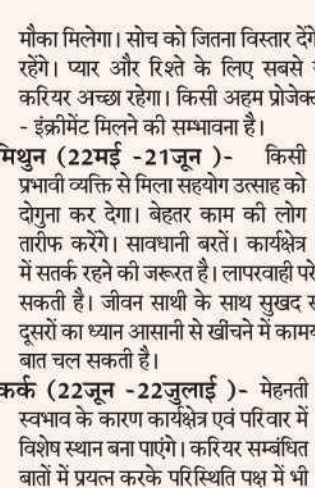 मौका मिलेगा। सोच को जितना विस्तार देंगे
रहेंगे। प्यार और रिश्ते के लिए सबसे
करियर अच्छा रहेगा। किसी अहम प्रोजेक्ट
- इंक्रीमेंट मिलने की सम्भावना है।
मिथुन (22मई -21जून )- किसी
प्रभावी व्यक्ति से मिला सहयोग उत्साह को
दोगुना कर देगा। बेहतर काम की लोग
तारीफ करेंगे। सावधानी बरतें। कार्यक्षेत्र
में सतर्क रहने की जरूरत है। लापरवाही
सकती है। जीवन साथी के साथ सुखद
दूसरों का ध्यान आसानी से खींचने में
बात चल सकती है।
कर्क (22जून -22जुलाई )- मेहनती
स्वभाव के कारण कार्यक्षेत्र एवं परिवार में
विशेष स्थान बना पाएंगे। करियर सम्बंधित
बातों में प्रयत्न करके परिस्थिति पक्ष में भी